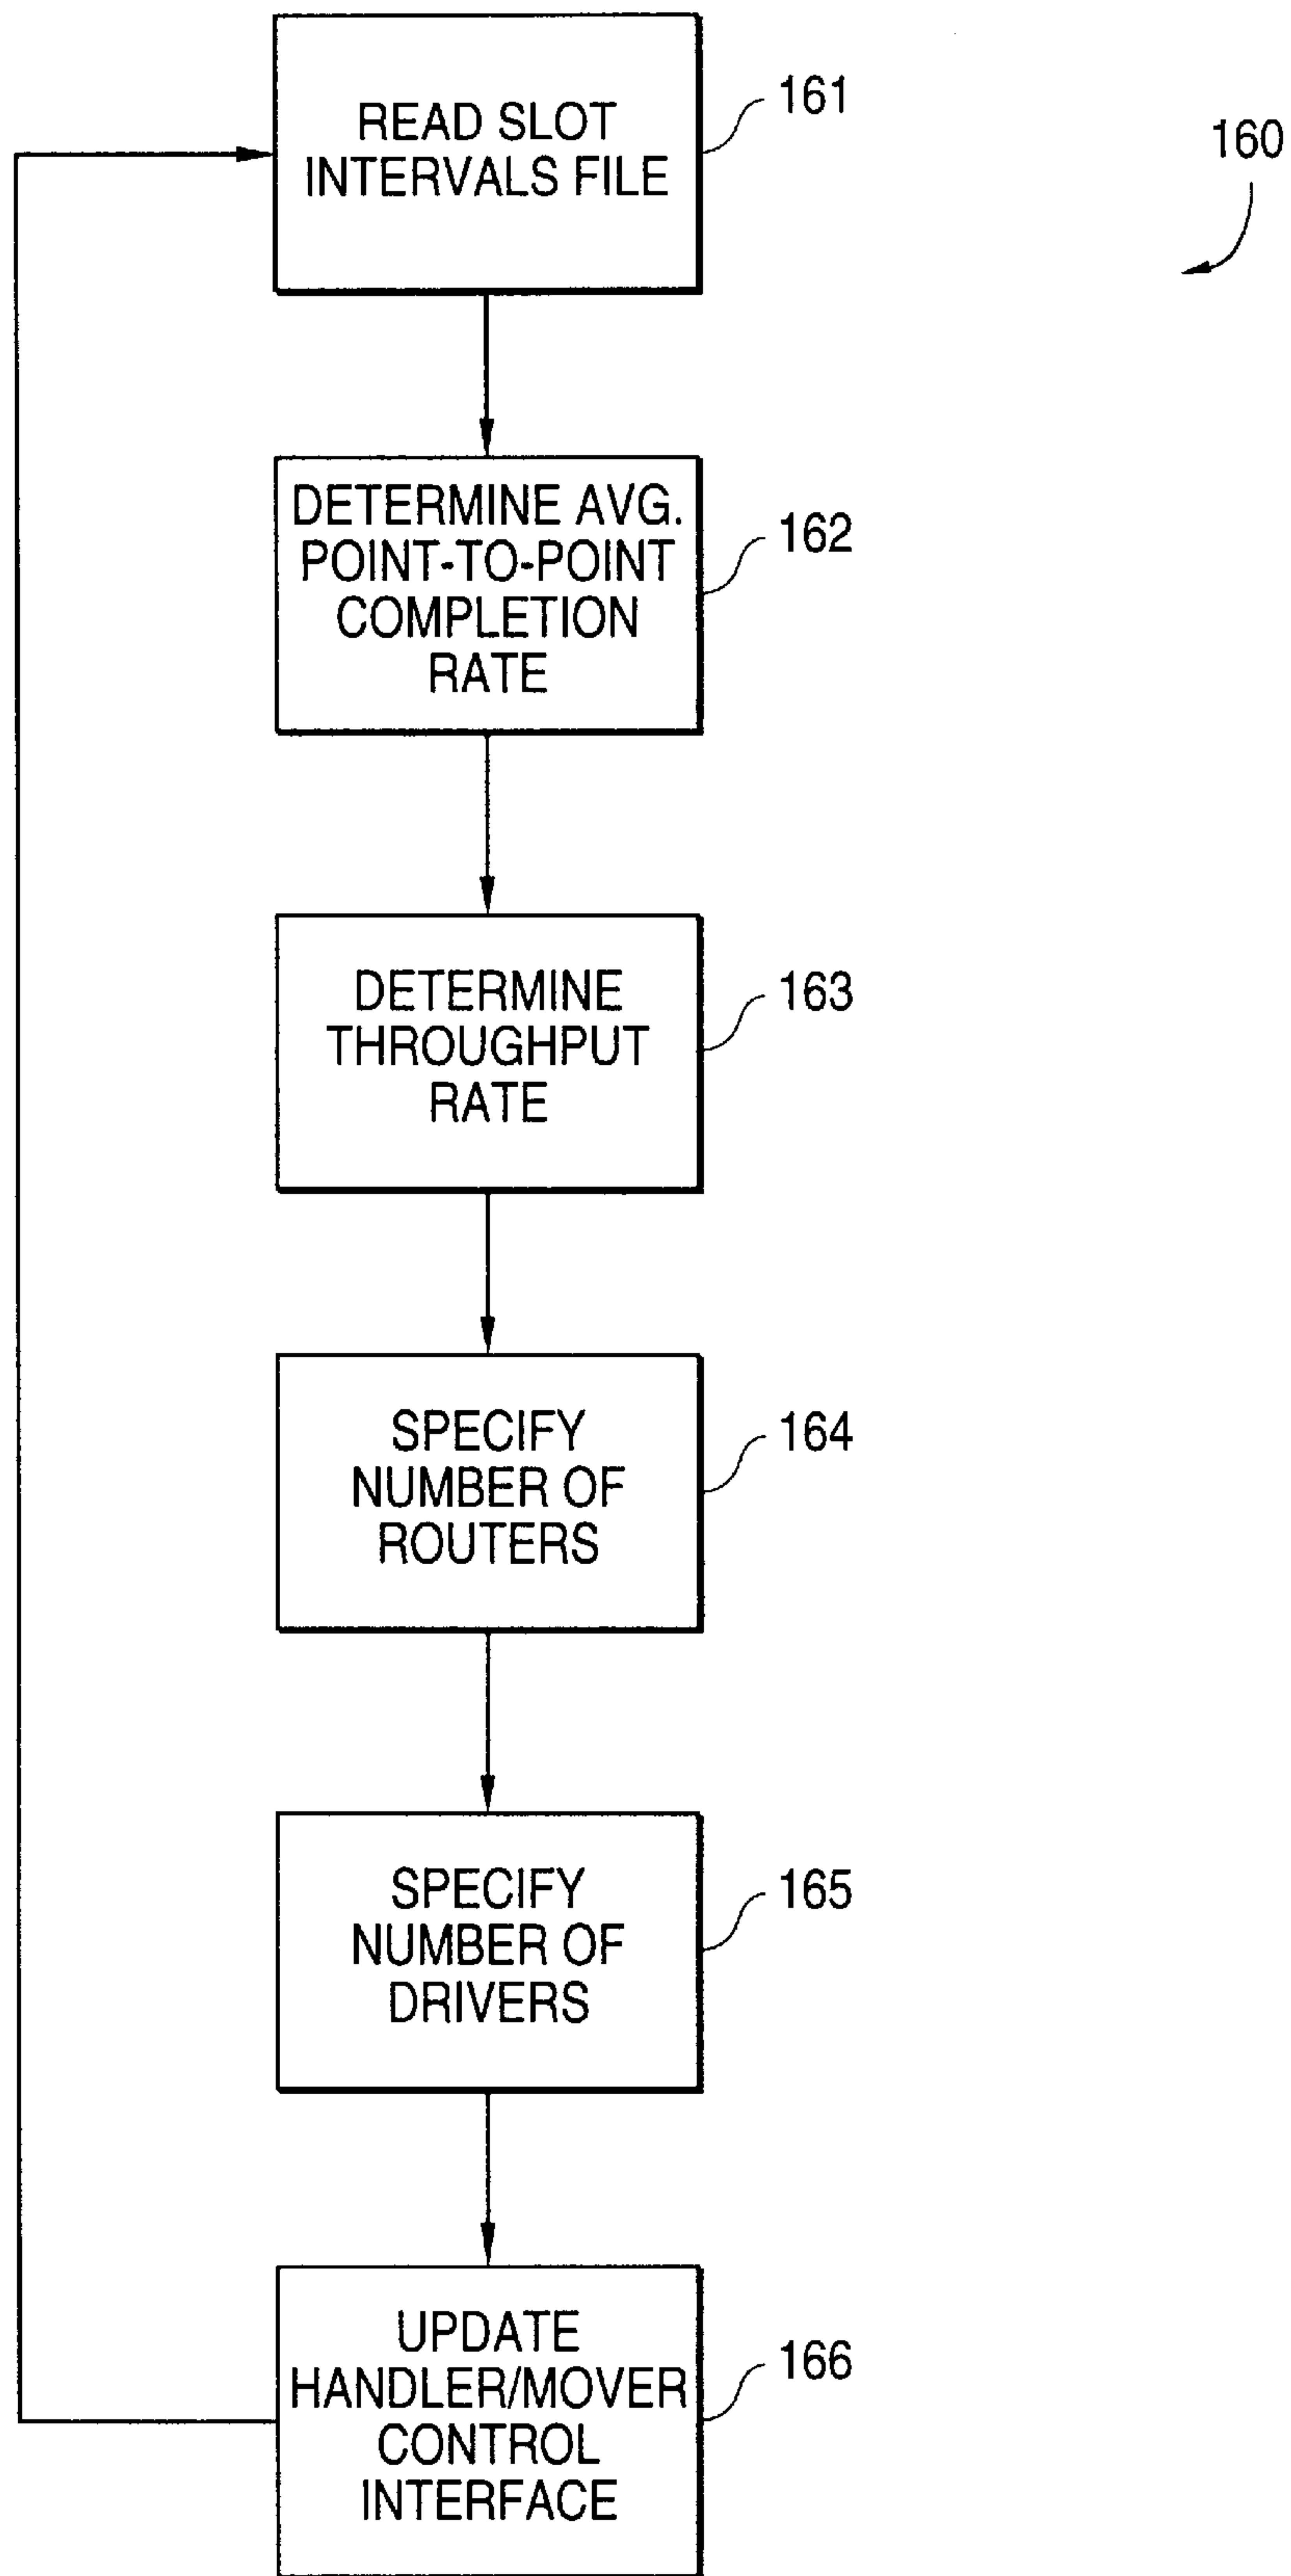 READ SLOT
INTERVALS FILE
161
160
DETERMINE AVG.
POINT-TO-POINT
COMPLETION
RATE
162
DETERMINE
THROUGHPUT
RATE
163
SPECIFY
NUMBER OF
ROUTERS
164
SPECIFY
NUMBER OF
DRIVERS
165
UPDATE
HANDLER/MOVER
CONTROL
INTERFACE
166